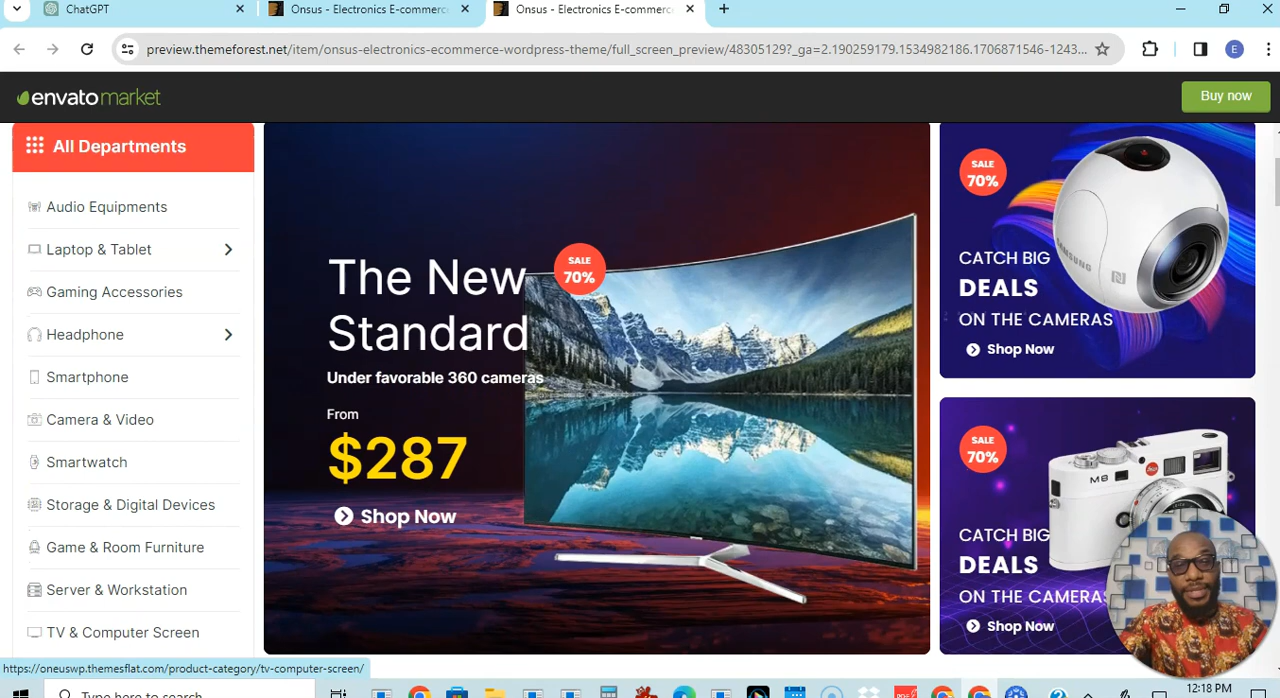 ChatGPT
Onsus - Electronics E-commerc
Onsus - Electronics E-commerc
preview.themeforest.net/item/onsus-electronics-ecommerce-wordpress-theme/full_screen_preview/48305129?_ga=2.190259179.1534982186.1706871546-1243...
E
envatomarket
Buy now
All Departments
Audio Equipments
Laptop & Tablet
Gaming Accessories
Headphone
Smartphone
Camera & Video
Smartwatch
Storage & Digital Devices
Game & Room Furniture
Server & Workstation
TV & Computer Screen
The New
Standard
SALE
70%
Under favorable 360 cameras
From
$287
Shop Now
SALE
70%
SAMSUNG
CATCH BIG
DEALS
ON THE CAMERAS
Shop Now
SALE
70%
M8
CATCH BIG
DEALS
ON THE CAMERAS
Shop Now
https://oneuswp.themesflat.com/product-category/tv-computer-screen/
Type here to search
12:18 PM